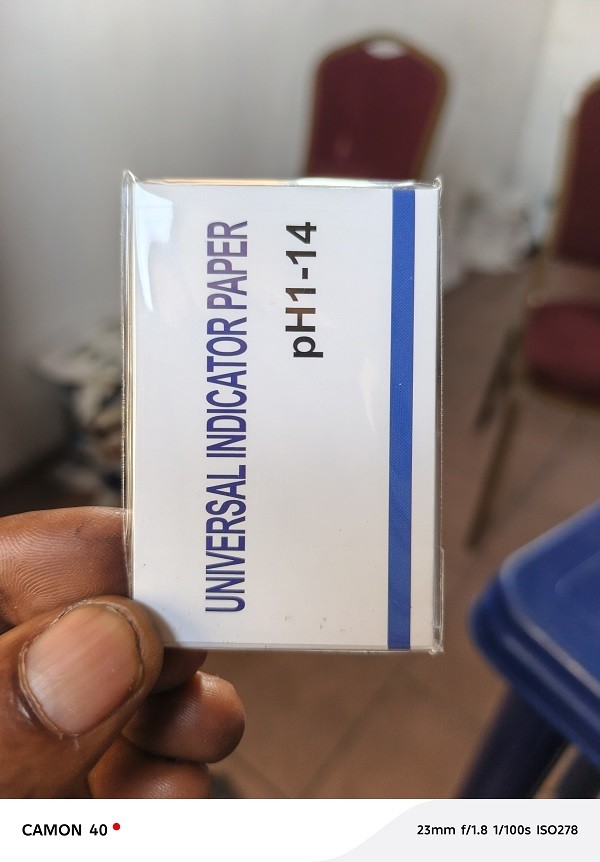 UNIVERSAL INDICATOR PAPER
pH1-14
CAMON 40
23mm f/1.8 1/100s ISO278